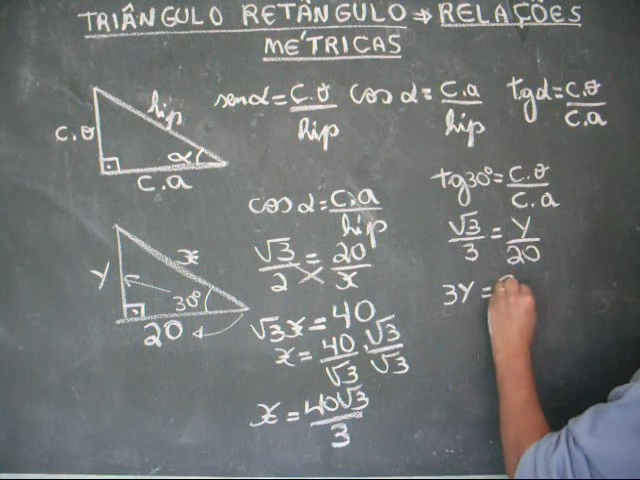 TRIÂNGULO RETÂNGULO ⇒ RELAÇÕES
MÉTRICAS
c.o
hip
α
c.a
sen α = c.o/hip
cos α = c.a/hip
tg α = c.o/c.a
y
x
30°
20
cos α = c.a/hip
√3/2 = 20/x
√3x = 40
x = 40/√3 · √3/√3
x = 40√3/3
tg 30° = c.o/c.a
√3/3 = y/20
3y =